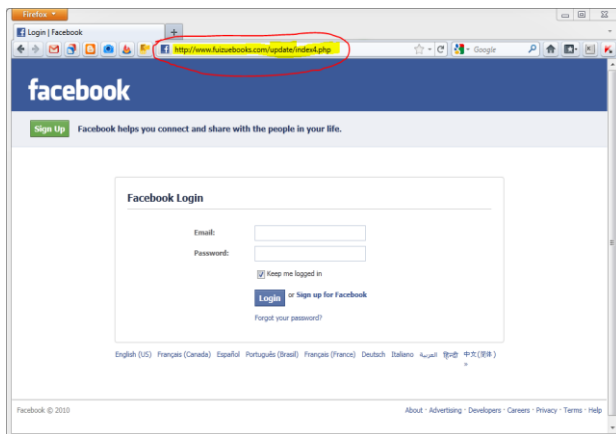 Firefox
Login | Facebook
http://www.fuizuebooks.com/update/index4.php
Google
facebook
Sign Up Facebook helps you connect and share with the people in your life.
Facebook Login
Email:
Password:
Keep me logged in
Login or Sign up for Facebook
Forgot your password?
English (US) Français (Canada) Español Português (Brasil) Français (France) Deutsch Italiano العربية हिन्दी 中文(简体)
»
Facebook © 2010
About · Advertising · Developers · Careers · Privacy · Terms · Help